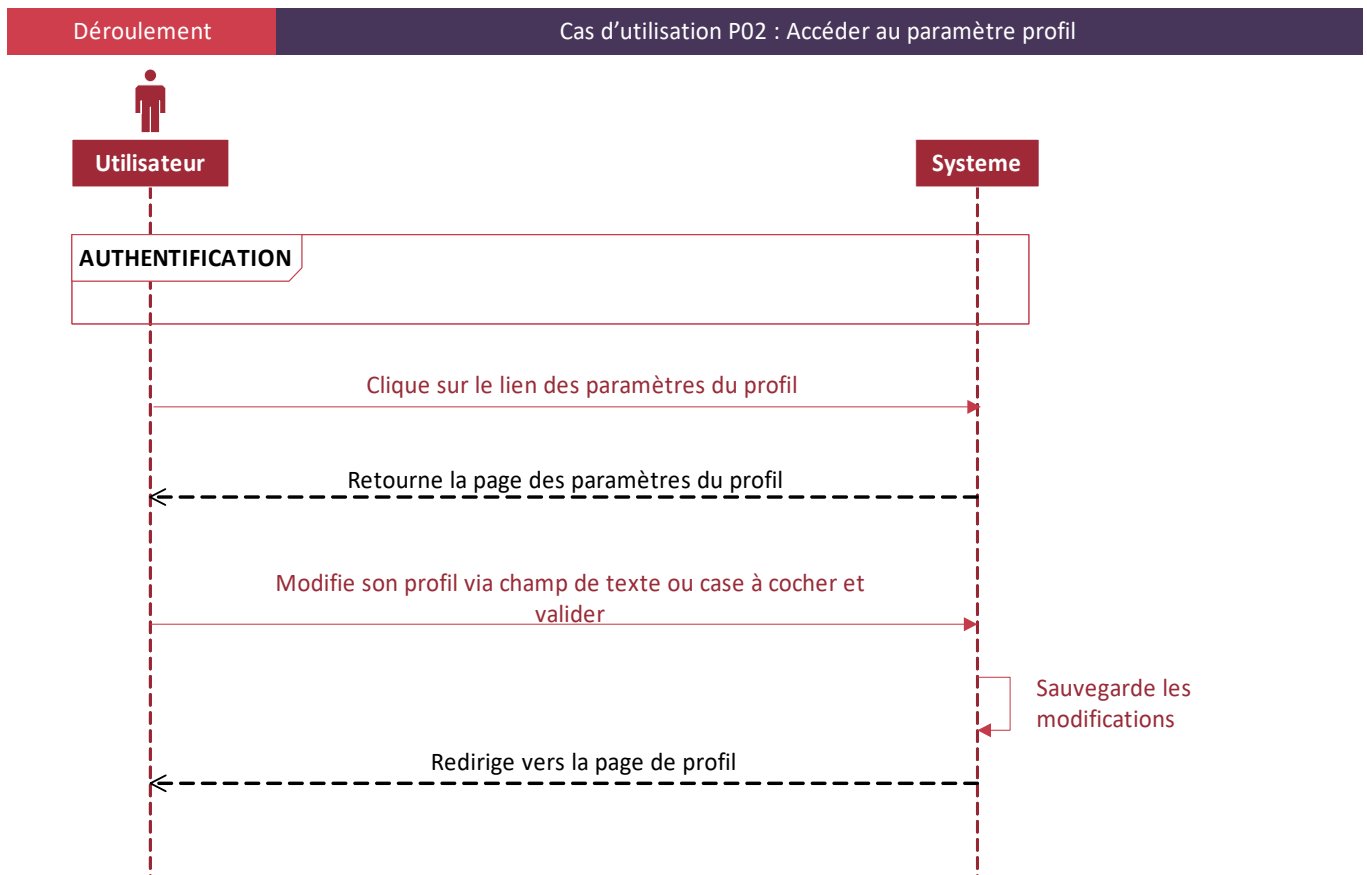 Déroulement
Cas d'utilisation P02 : Accéder au paramètre profil
Utilisateur
Systeme
AUTHENTIFICATION
Clique sur le lien des paramètres du profil
Retourne la page des paramètres du profil
Modifie son profil via champ de texte ou case à cocher et
valider
Sauvegarde les
modifications
Redirige vers la page de profil